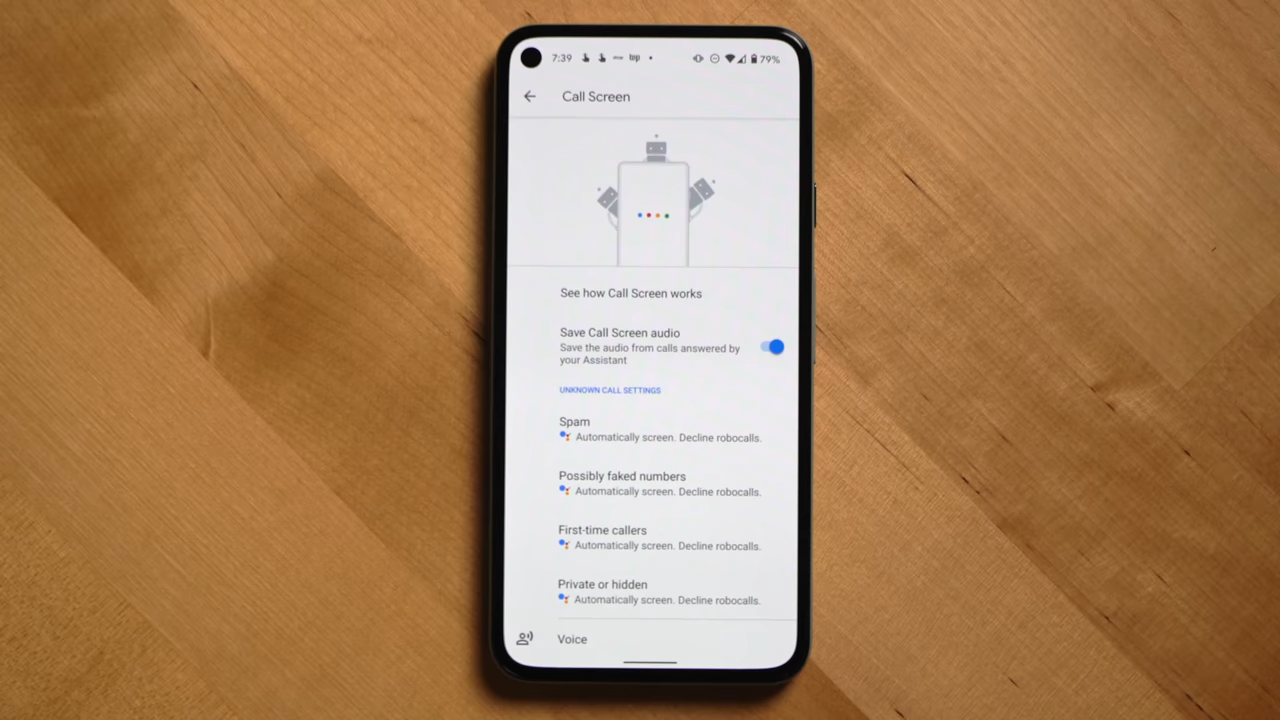 7:39 79%
Call Screen
See how Call Screen works
Save Call Screen audio
Save the audio from calls answered by
your Assistant
UNKNOWN CALL SETTINGS
Spam
Automatically screen. Decline robocalls.
Possibly faked numbers
Automatically screen. Decline robocalls.
First-time callers
Automatically screen. Decline robocalls.
Private or hidden
Automatically screen. Decline robocalls.
Voice